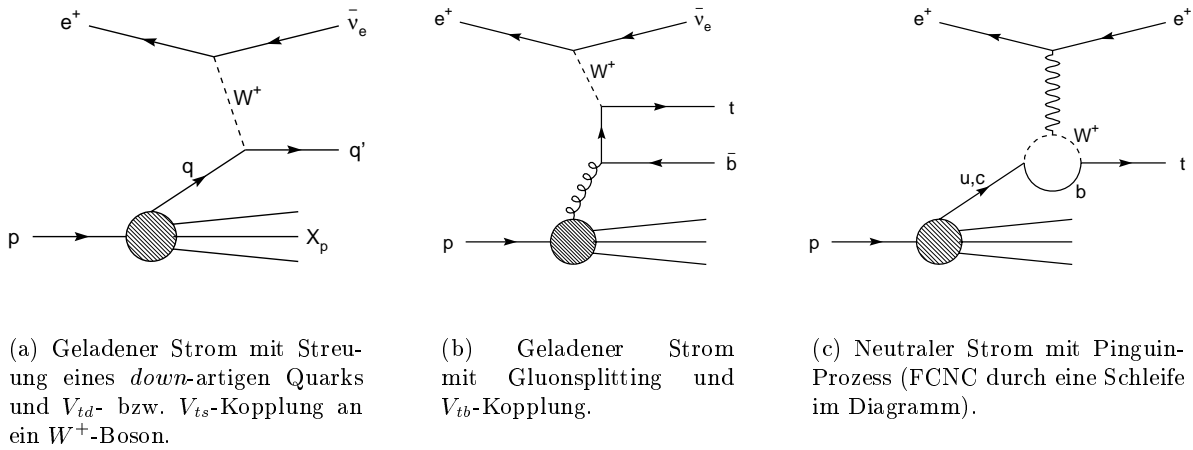 e+ ν̄e
W+
q q'
p Xp
e+ ν̄e
W+
t
b̄
p
e+ e+
W+
u,c b t
p
(a) Geladener Strom mit Streu-
ung eines down-artigen Quarks
und Vtd- bzw. Vts-Kopplung an
ein W+-Boson.
(b) Geladener Strom
mit Gluonsplitting und
Vtb-Kopplung.
(c) Neutraler Strom mit Pinguin-
Prozess (FCNC durch eine Schleife
im Diagramm).